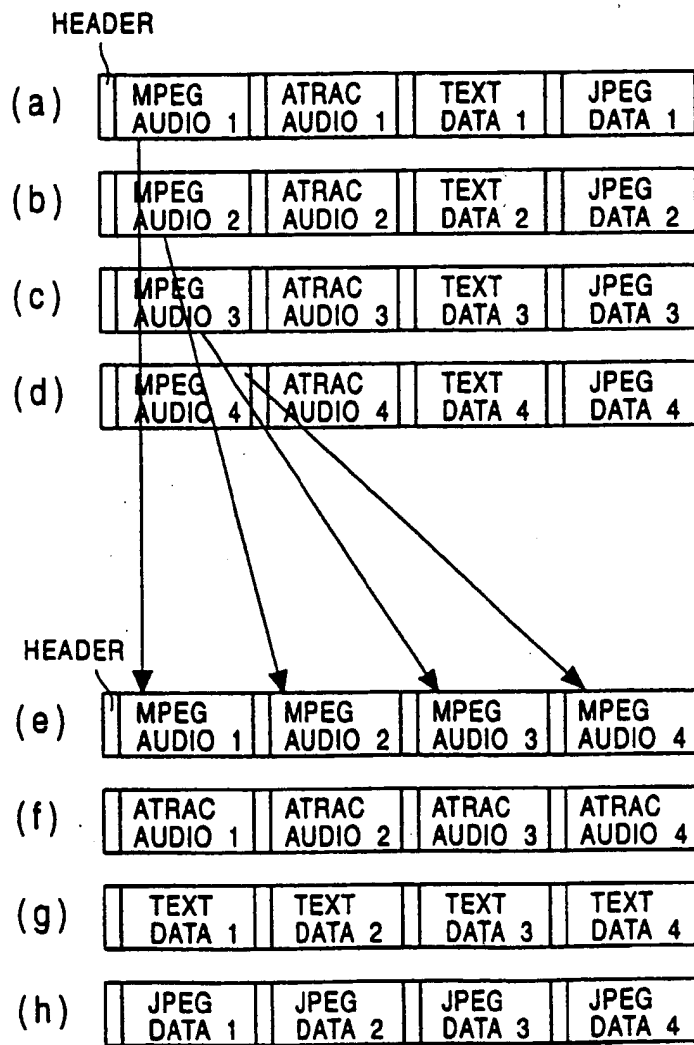 HEADER
(a) MPEG ATRAC TEXT JPEG
AUDIO 1 AUDIO 1 DATA 1 DATA 1
(b) MPEG ATRAC TEXT JPEG
AUDIO 2 AUDIO 2 DATA 2 DATA 2
(c) MPEG ATRAC TEXT JPEG
AUDIO 3 AUDIO 3 DATA 3 DATA 3
(d) MPEG ATRAC TEXT JPEG
AUDIO 4 AUDIO 4 DATA 4 DATA 4
HEADER
(e) MPEG MPEG MPEG MPEG
AUDIO 1 AUDIO 2 AUDIO 3 AUDIO 4
(f) ATRAC ATRAC ATRAC ATRAC
AUDIO 1 AUDIO 2 AUDIO 3 AUDIO 4
(g) TEXT TEXT TEXT TEXT
DATA 1 DATA 2 DATA 3 DATA 4
(h) JPEG JPEG JPEG JPEG
DATA 1 DATA 2 DATA 3 DATA 4